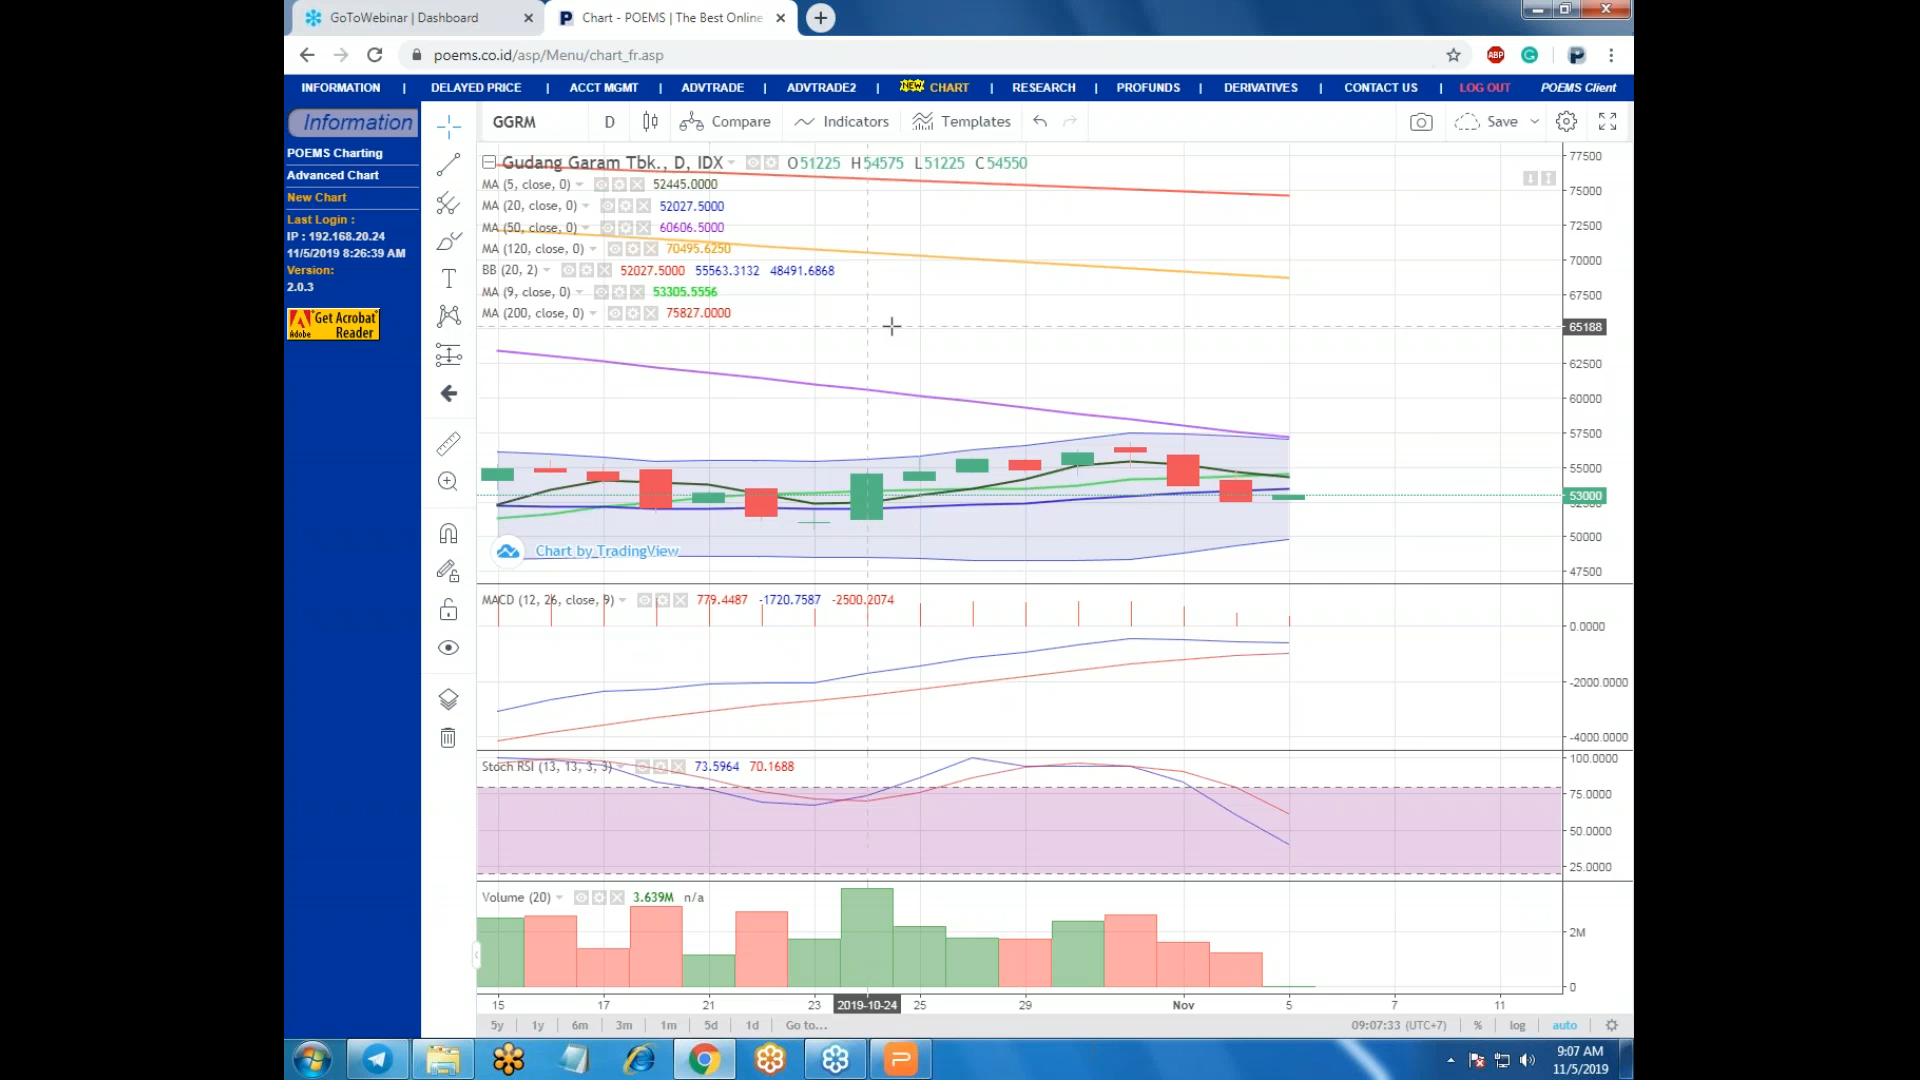 GoToWebinar | Dashboard
Chart - POEMS | The Best Online
poems.co.id/asp/Menu/chart_fr.asp
ABP
INFORMATION | DELAYED PRICE | ACCT MGMT | ADVTRADE | ADVTRADE2 | NEW CHART | RESEARCH | PROFUNDS | DERIVATIVES | CONTACT US | LOG OUT POEMS Client
Information
POEMS Charting
Advanced Chart
New Chart
Last Login :
IP : 192.168.20.24
11/5/2019 8:26:39 AM
Version:
2.0.3
Get Acrobat
Adobe Reader
GGRM D Compare Indicators Templates Save
Gudang Garam Tbk., D, IDX O51225 H54575 L51225 C54550
MA (5, close, 0) 52445.0000
MA (20, close, 0) 52027.5000
MA (50, close, 0) 60606.5000
MA (120, close, 0) 70495.6250
BB (20, 2) 52027.5000 55563.3132 48491.6868
MA (9, close, 0) 53305.5556
MA (200, close, 0) 75827.0000
77500
75000
72500
70000
67500
65188
62500
60000
57500
55000
53000
50000
47500
Chart by TradingView
MACD (12, 26, close, 9) 779.4487 -1720.7587 -2500.2074
0.0000
-2000.0000
-4000.0000
Stoch RSI (13, 13, 3, 3) 73.5964 70.1688
100.0000
75.0000
50.0000
25.0000
Volume (20) 3.639M n/a
2M
0
15 17 21 23 2019-10-24 25 29 Nov 5 7 11
5y 1y 6m 3m 1m 5d 1d Go to... 09:07:33 (UTC+7) % log auto
9:07 AM
11/5/2019